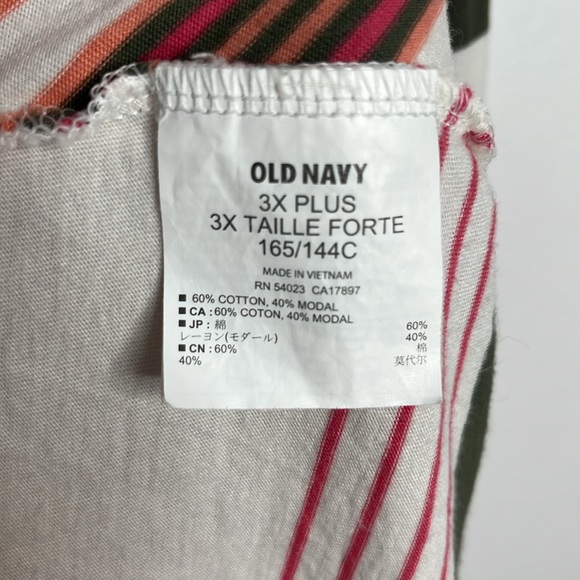 OLD NAVY
3X PLUS
3X TAILLE FORTE
165/144C
MADE IN VIETNAM
RN 54023 CA17897
■ 60% COTTON, 40% MODAL
■ CA : 60% COTON, 40% MODAL
■ JP : 綿 60%
レーヨン(モダール) 40%
■ CN : 60% 棉
40% 莫代尔